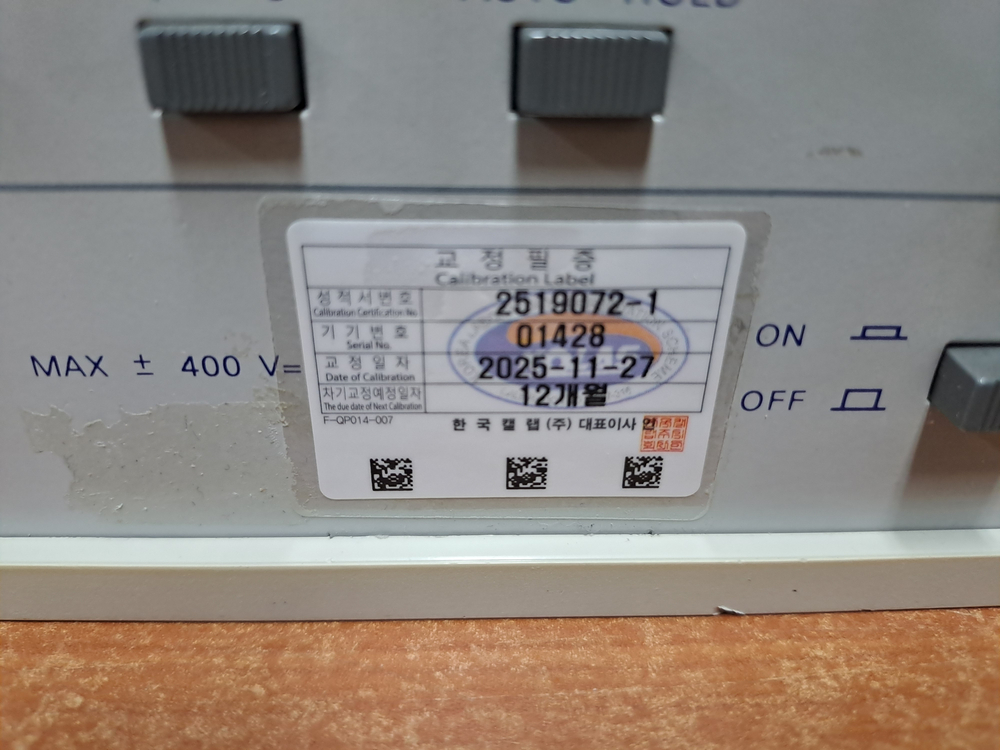 AUTO HOLD
교 정 필 증
Calibration Label
성 적 서 번 호 2519072-1
Calibration Certification No.
기 기 번 호 01428
Serial No.
교 정 일 자 2025-11-27
Date of Calibration
차기교정예정일자 12개월
The due date of Next Calibration
F-QP014-007 한 국 캘 랩 (주) 대표이사 인
MAX ± 400 V=
ON
OFF